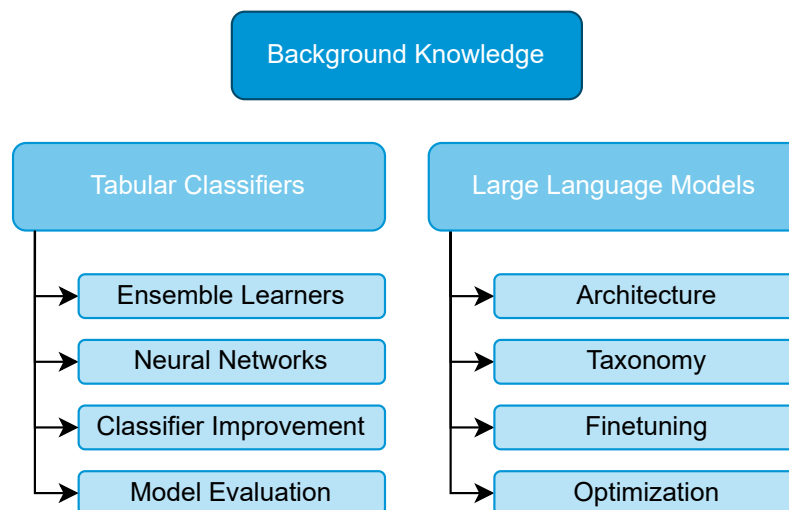 Background Knowledge
Tabular Classifiers
Ensemble Learners
Neural Networks
Classifier Improvement
Model Evaluation
Large Language Models
Architecture
Taxonomy
Finetuning
Optimization